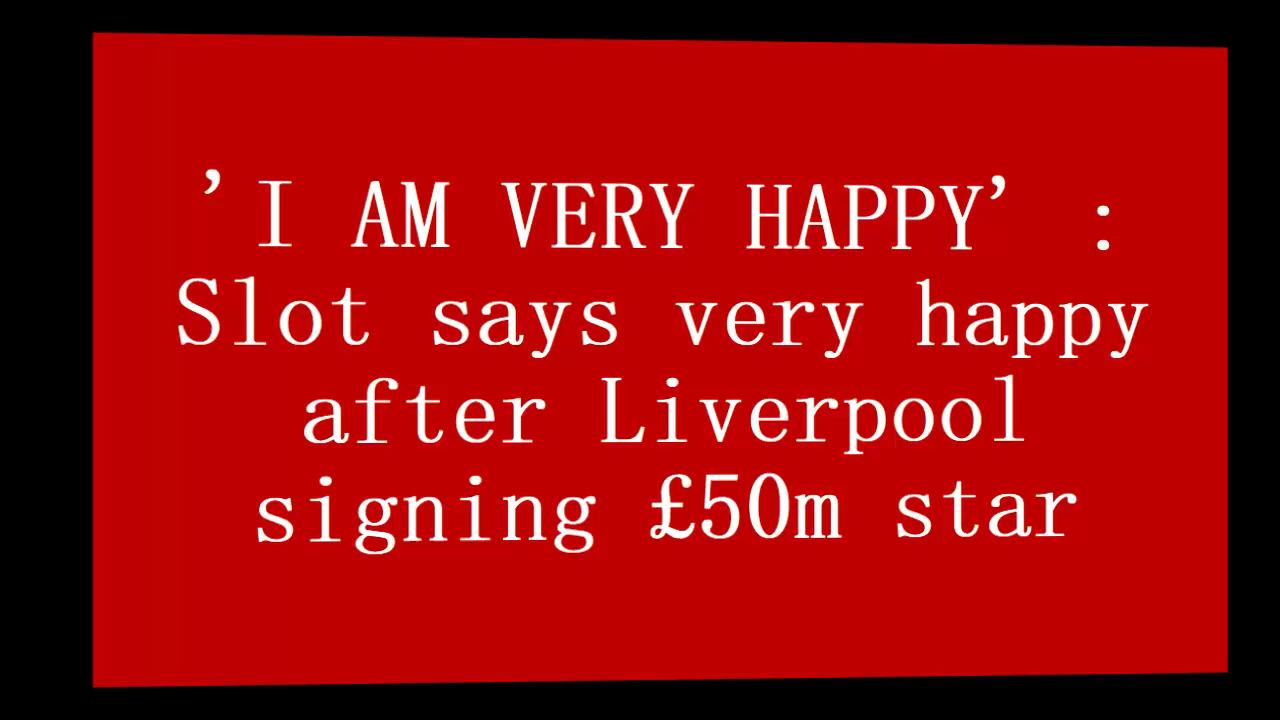 ’I AM VERY HAPPY’ :
Slot says very happy
after Liverpool
signing £50m star